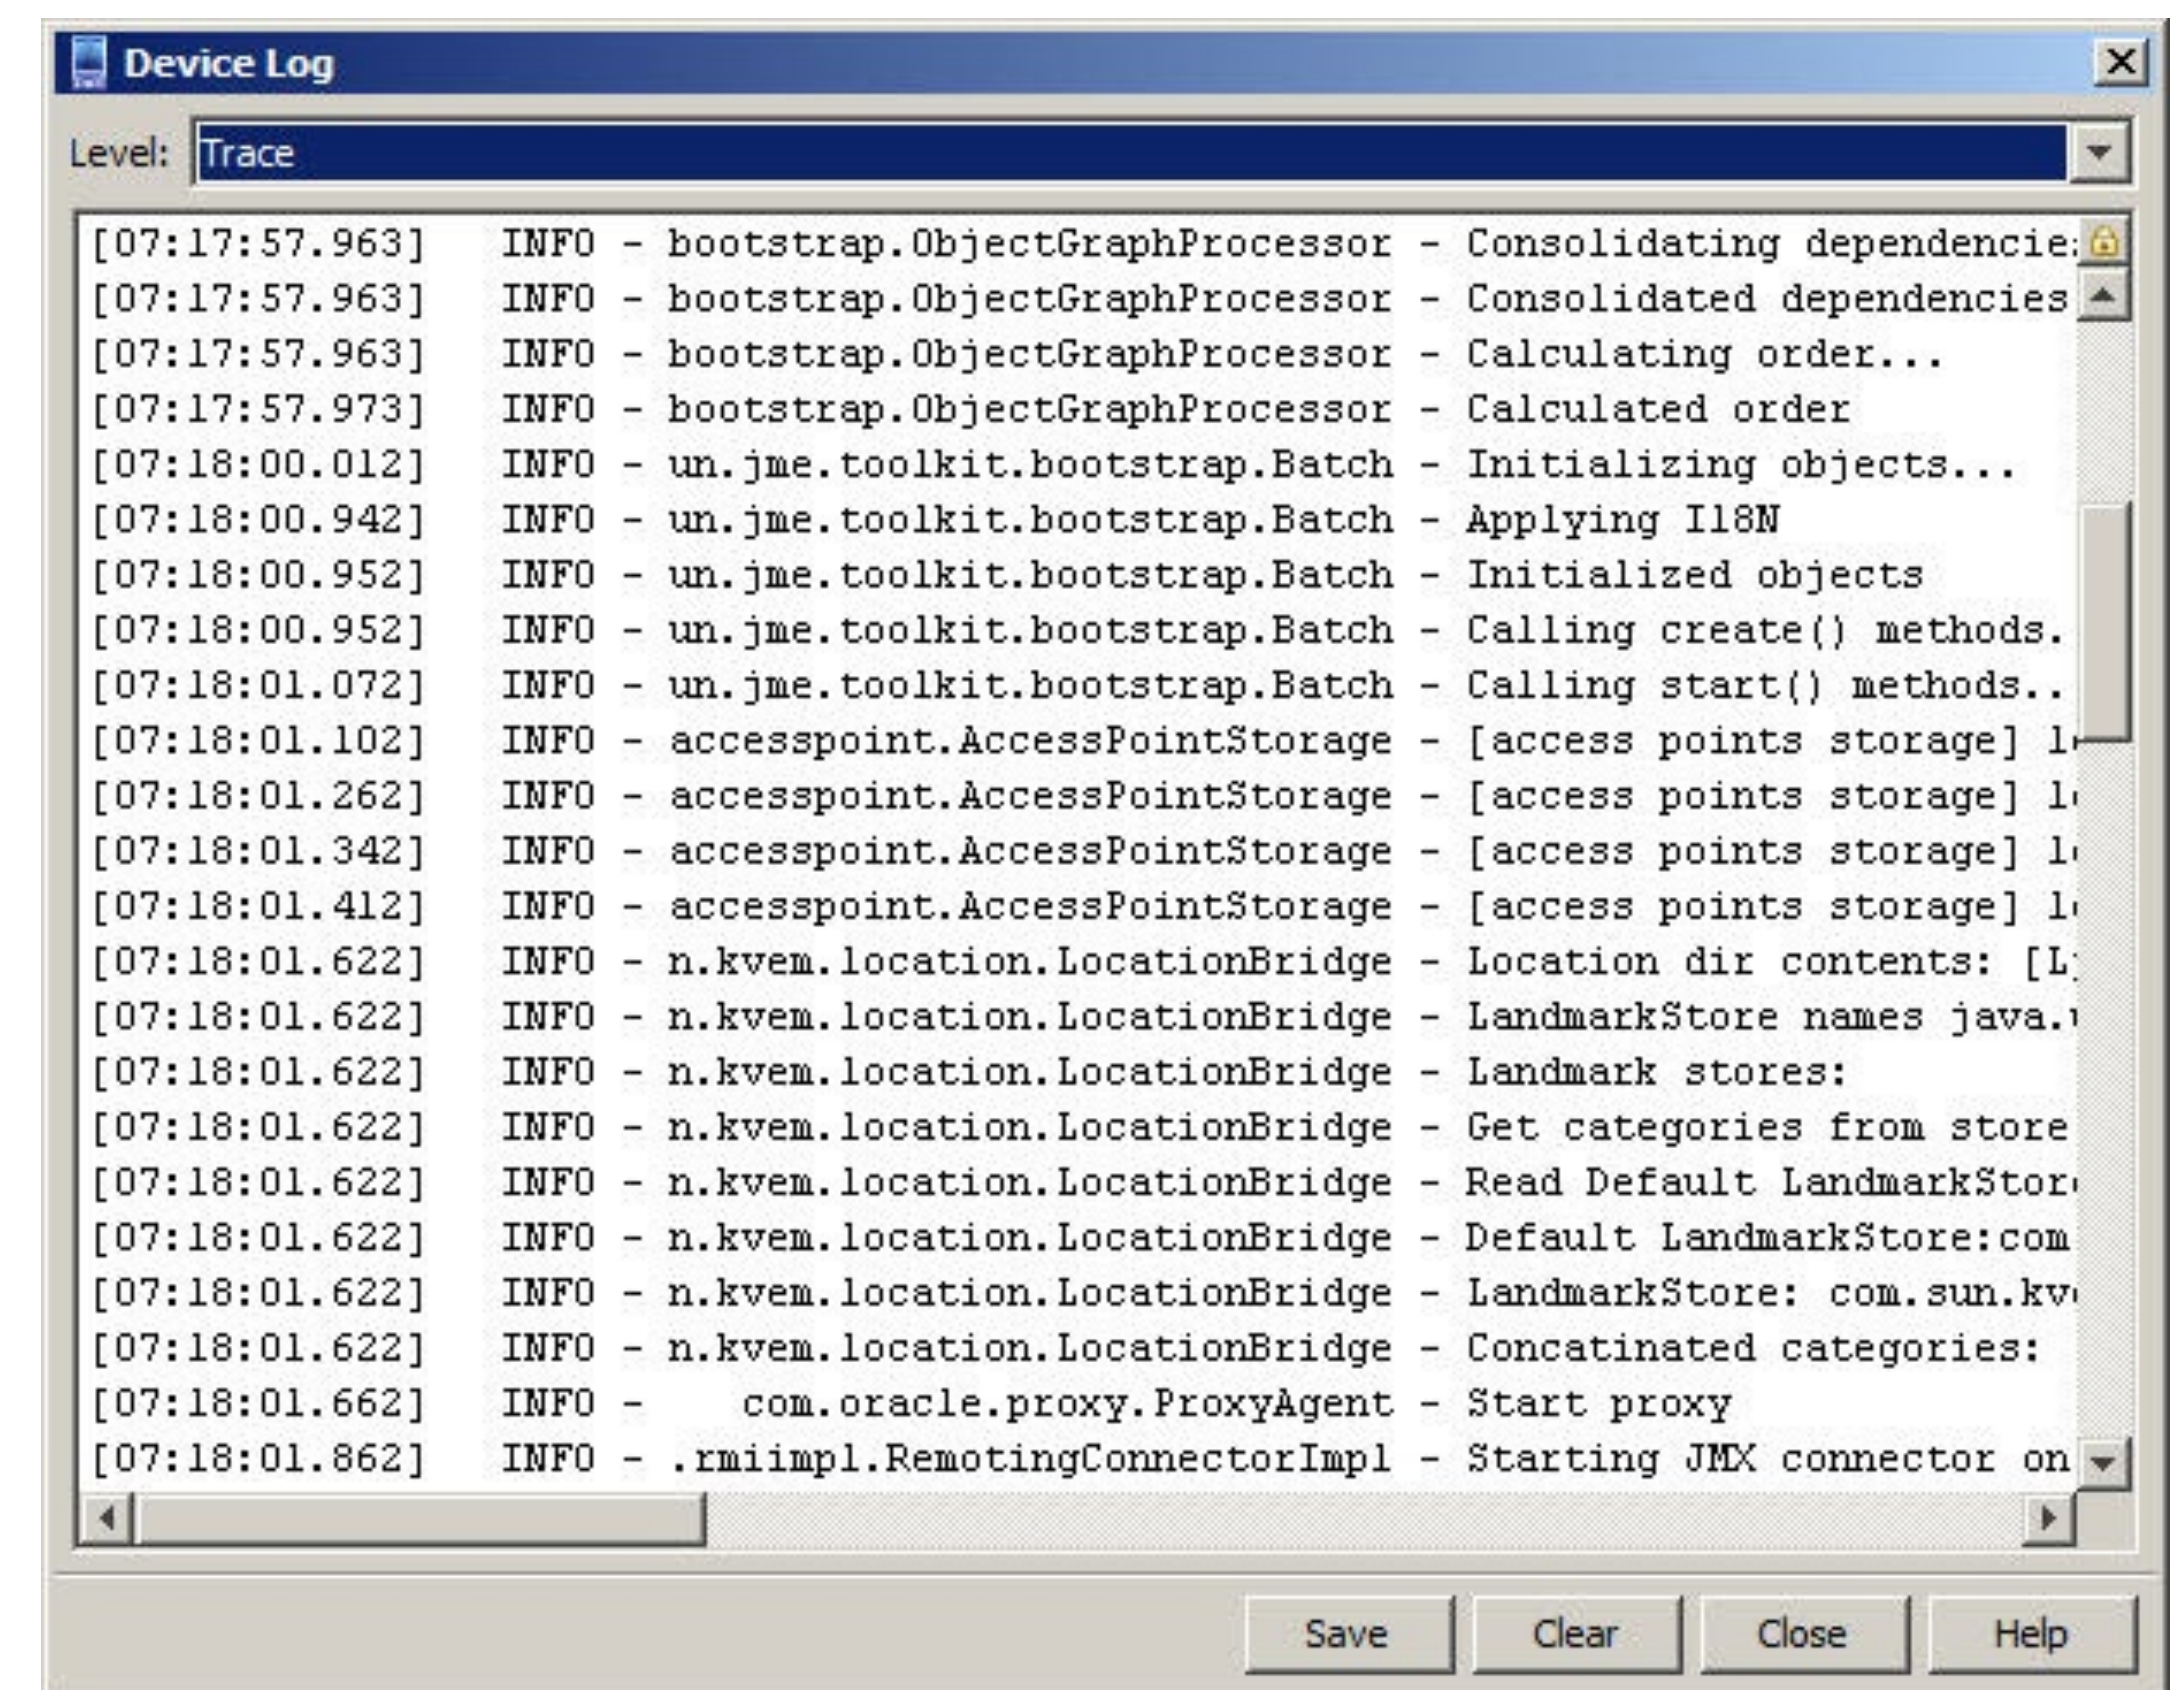 Device Log
Level: Trace
[07:17:57.963] INFO - bootstrap.ObjectGraphProcessor - Consolidating
[07:17:57.963] INFO - bootstrap.ObjectGraphProcessor - Consolidated dependencies
[07:17:57.963] INFO - bootstrap.ObjectGraphProcessor - Calculating order...
[07:17:57.973] INFO - bootstrap.ObjectGraphProcessor - Calculated order
[07:18:00.012] INFO - un.jme.toolkit.bootstrap.Batch - Initializing objects...
[07:18:00.942] INFO - un.jme.toolkit.bootstrap.Batch - Applying I18N
[07:18:00.952] INFO - un.jme.toolkit.bootstrap.Batch - Initialized objects
[07:18:00.952] INFO - un.jme.toolkit.bootstrap.Batch - Calling create() methods.
[07:18:01.072] INFO - un.jme.toolkit.bootstrap.Batch - Calling start() methods..
[07:18:01.102] INFO - accesspoint.AccessPointStorage - [access points storage]
[07:18:01.262] INFO - accesspoint.AccessPointStorage - [access points storage]
[07:18:01.342] INFO - accesspoint.AccessPointStorage - [access points storage]
[07:18:01.412] INFO - accesspoint.AccessPointStorage - [access points storage]
[07:18:01.622] INFO - n.kvem.location.LocationBridge - Location dir contents:
[07:18:01.622] INFO - n.kvem.location.LocationBridge - LandmarkStore names java.
[07:18:01.622] INFO - n.kvem.location.LocationBridge - Landmark stores:
[07:18:01.622] INFO - n.kvem.location.LocationBridge - Get categories from store
[07:18:01.622] INFO - n.kvem.location.LocationBridge - Read Default
[07:18:01.622] INFO - n.kvem.location.LocationBridge - Default LandmarkStore:com
[07:18:01.622] INFO - n.kvem.location.LocationBridge - LandmarkStore: com.sun.kv
[07:18:01.622] INFO - n.kvem.location.LocationBridge - Concatinated categories:
[07:18:01.662] INFO - com.oracle.proxy.ProxyAgent - Start proxy
[07:18:01.862] INFO - .rmiimpl.RemotingConnectorImpl - Starting JMX connector on
Save Clear Close Help